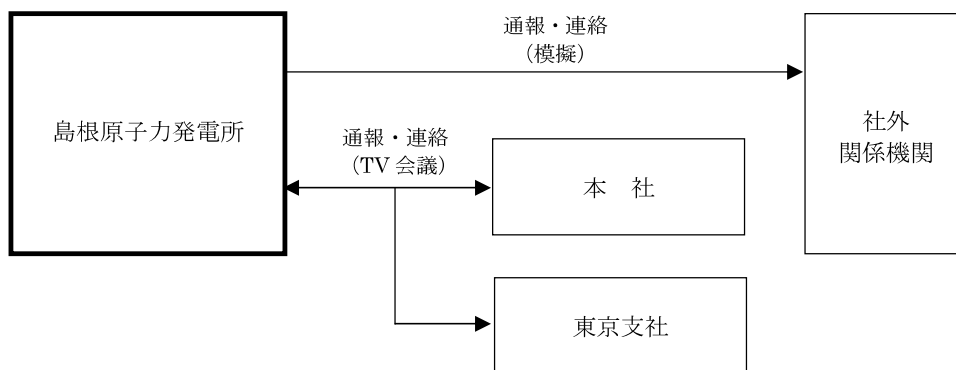 通報・連絡
（模擬）
島根原子力発電所
社外
関係機関
通報・連絡
（TV 会議）
本　社
東京支社